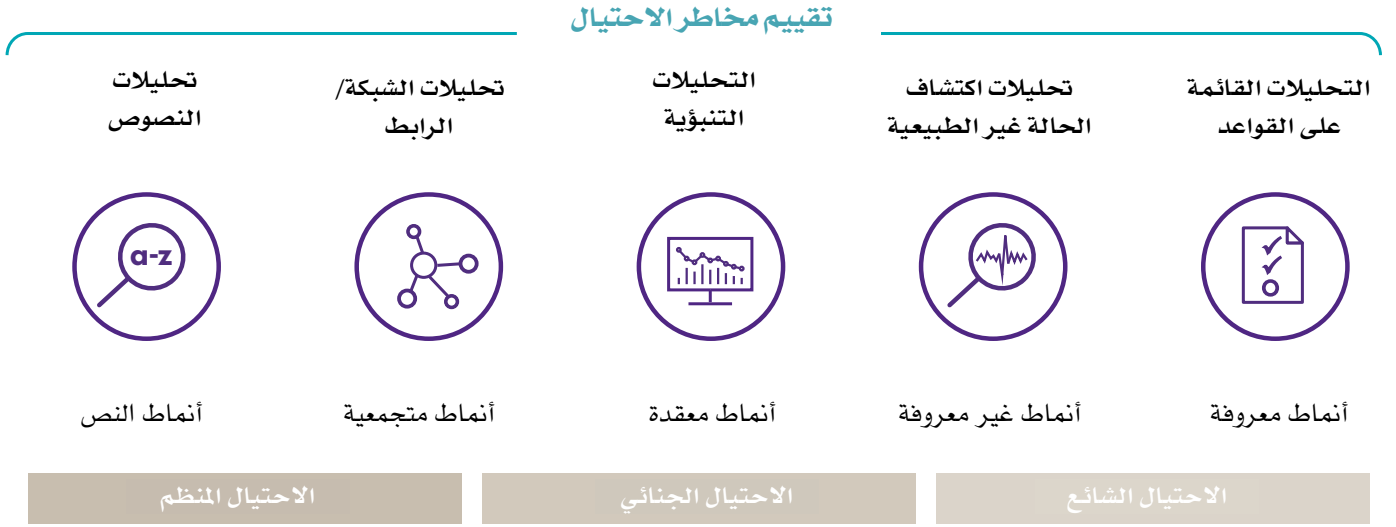 تقييم مخاطر الاحتيال
التحليلات القائمة
على القواعد
تحليلات اكتشاف
الحالة غير الطبيعية
التحليلات
التنبؤية
تحليلات الشبكة/
الرابط
تحليلات
النصوص
a-z
أنماط معروفة
أنماط غير معروفة
أنماط معقدة
أنماط متجمعية
أنماط النص
الاحتيال الشائع
الاحتيال الجنائي
الاحتيال المنظم